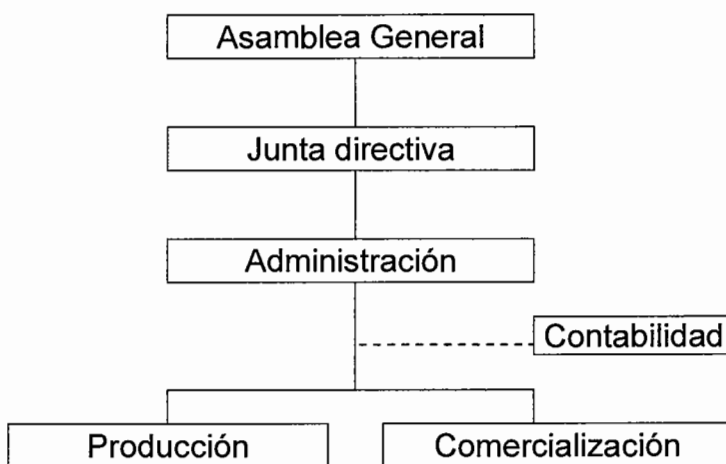 Asamblea General
Junta directiva
Administración
Contabilidad
Producción
Comercialización